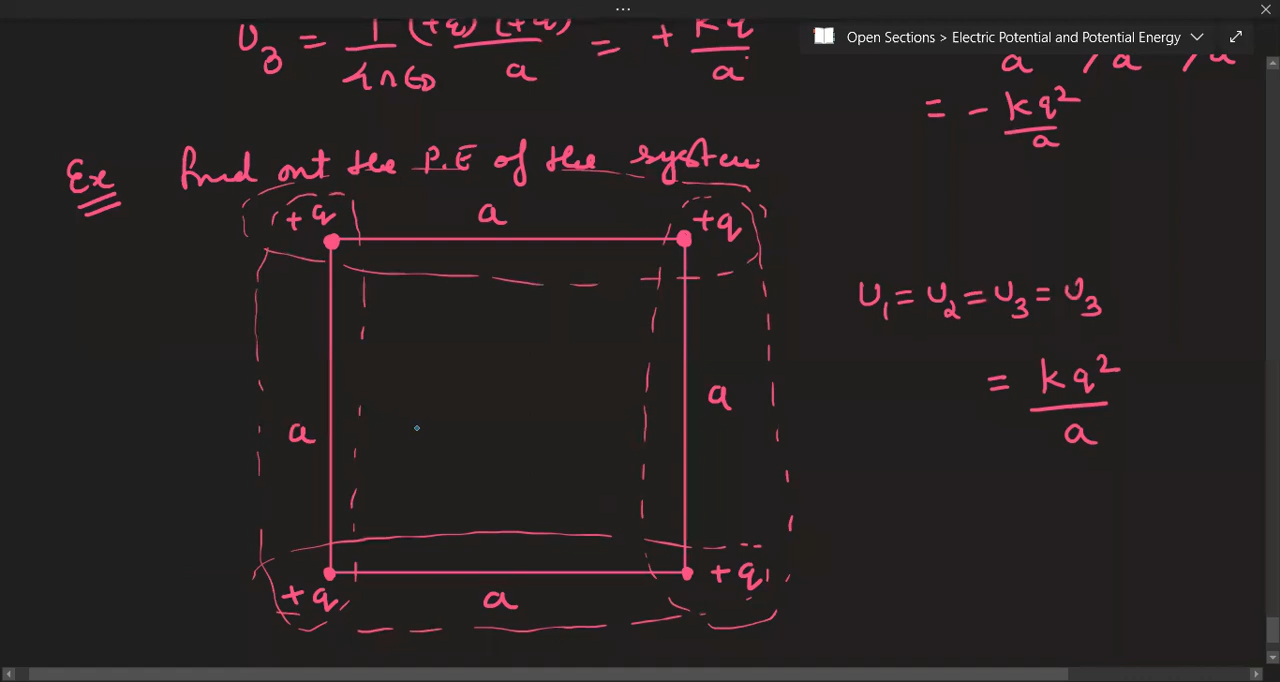 Open Sections > Electric Potential and Potential Energy
U3 = 1 (+q) (+q) / a = + kq / a
= - kq² / a
Ex find out the P.E of the system
+q a +q
U1 = U2 = U3 = U3
= kq² / a
a a
+q a +q